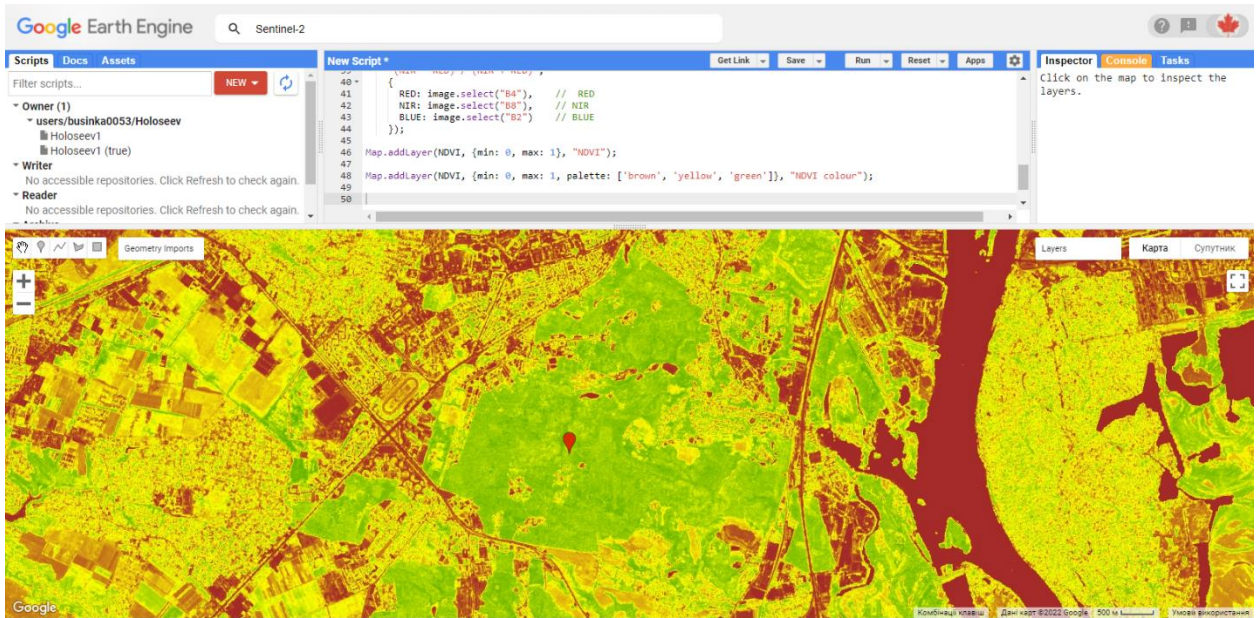 Google Earth Engine
Sentinel-2
Scripts Docs Assets
New Script *
Get Link Save Run Reset Apps
Inspector Console Tasks
Filter scripts...
NEW
Owner (1)
users/businka0053/Holoseev
Holoseev1
Holoseev1 (true)
Writer
No accessible repositories. Click Refresh to check again.
Reader
No accessible repositories. Click Refresh to check again.
40 {
41 RED: image.select("B4"), // RED
42 NIR: image.select("B8"), // NIR
43 BLUE: image.select("B2") // BLUE
44 });
45
46 Map.addLayer(NDVI, {min: 0, max: 1}, "NDVI");
47
48 Map.addLayer(NDVI, {min: 0, max: 1, palette: ['brown', 'yellow', 'green']}, "NDVI colour");
49
50
Click on the map to inspect the
layers.
Geometry Imports
Layers
Карта Супутник
Google
Комбінації клавіш Дані карт ©2022 Google 500 м Умови використання